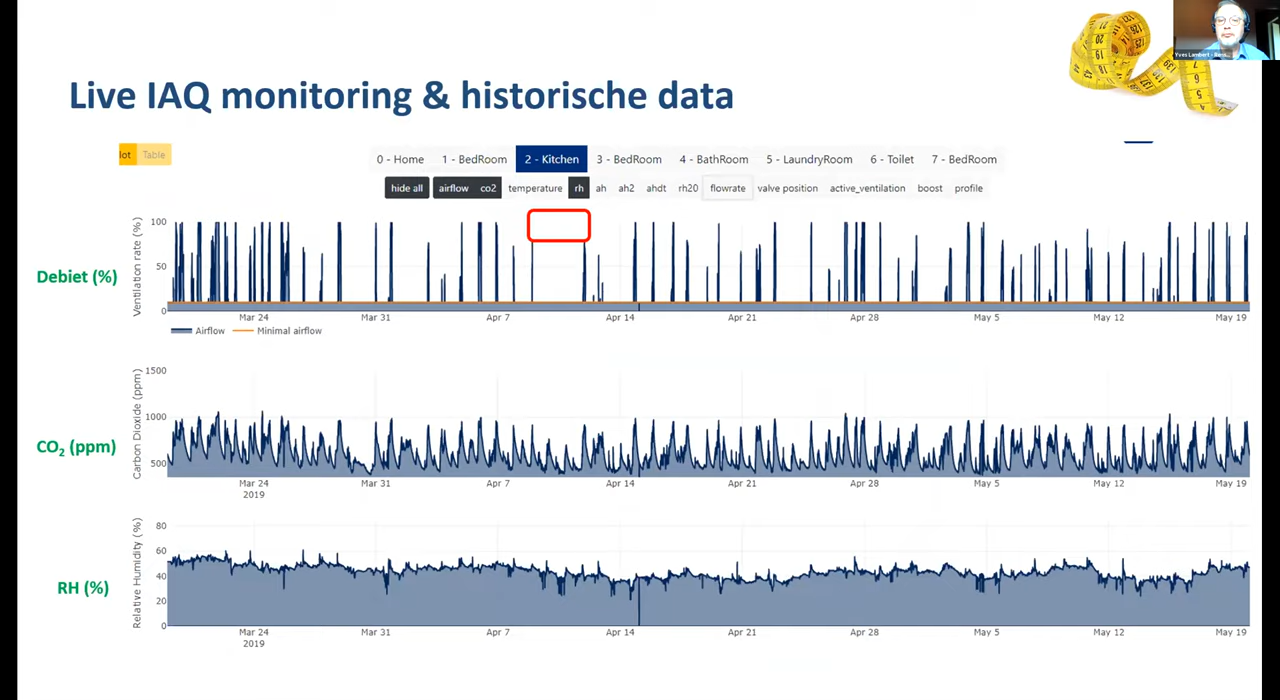 Live IAQ monitoring & historische data
lot Table
0 - Home 1 - BedRoom 2 - Kitchen 3 - BedRoom 4 - BathRoom 5 - LaundryRoom 6 - Toilet 7 - BedRoom
hide all airflow co2 temperature rh ah ah2 ahdt rh20 flowrate valve position active_ventilation boost profile
Debiet (%)
Ventilation rate (%)
100
50
0
Mar 24 Mar 31 Apr 7 Apr 14 Apr 21 Apr 28 May 5 May 12 May 19
Airflow Minimal airflow
CO₂ (ppm)
Carbon Dioxide (ppm)
1500
1000
500
Mar 24 Mar 31 Apr 7 Apr 14 Apr 21 Apr 28 May 5 May 12 May 19
2019
RH (%)
Relative Humidity (%)
80
60
40
20
0
Mar 24 Mar 31 Apr 7 Apr 14 Apr 21 Apr 28 May 5 May 12 May 19
2019